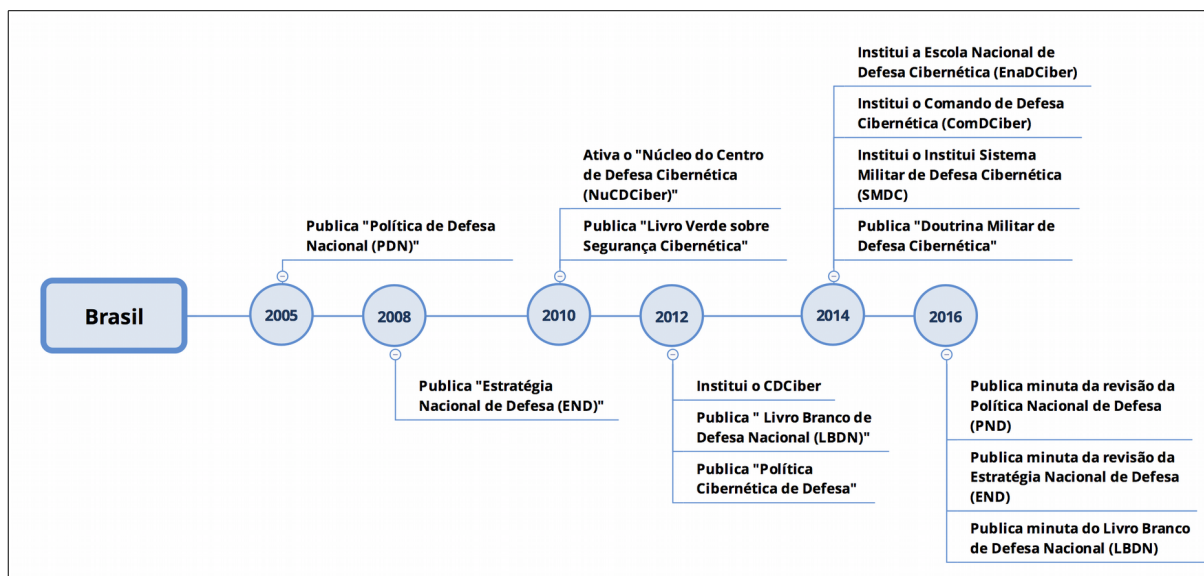 Brasil
2005
Publica "Política de Defesa
Nacional (PDN)"
2008
Publica "Estratégia
Nacional de Defesa (END)"
2010
Ativa o "Núcleo do Centro
de Defesa Cibernética
(NuCDCiber)"
Publica "Livro Verde sobre
Segurança Cibernética"
2012
Institui o CDCiber
Publica " Livro Branco de
Defesa Nacional (LBDN)"
Publica "Política
Cibernética de Defesa"
2014
Institui a Escola Nacional de
Defesa Cibernética (EnaDCiber)
Institui o Comando de Defesa
Cibernética (ComDCiber)
Institui o Institui Sistema
Militar de Defesa Cibernética
(SMDC)
Publica "Doutrina Militar de
Defesa Cibernética"
2016
Publica minuta da revisão da
Política Nacional de Defesa
(PND)
Publica minuta da revisão da
Estratégia Nacional de Defesa
(END)
Publica minuta do Livro Branco
de Defesa Nacional (LBDN)